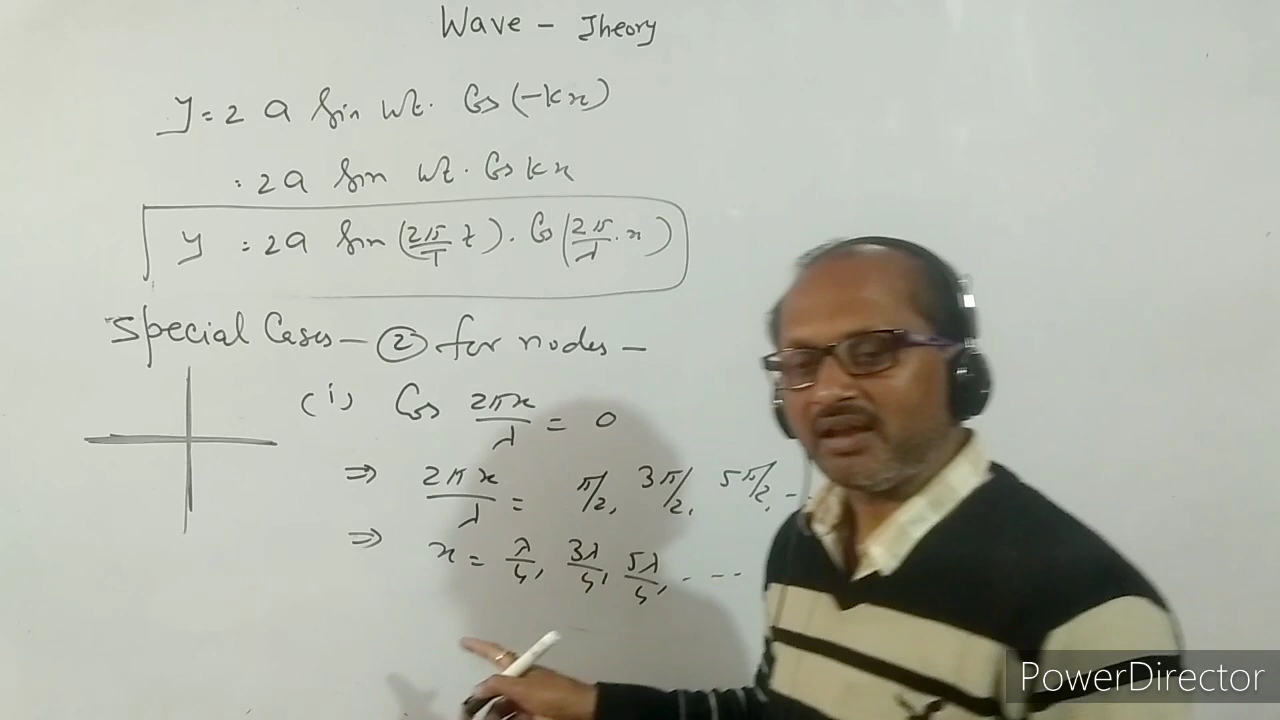 Wave - Theory
y = 2 a Sin wt. Cos (-kx)
: 2a Sin wt. Cos kx
y : 2a Sin (2π/T t). Cos (2π/λ . x)
Special Cases - ② for nodes -
(i) Cos 2πx/λ = 0
⇒ 2πx/λ = π/2, 3π/2, 5π/2, --
⇒ x = λ/4, 3λ/4, 5λ/4, ----
PowerDirector